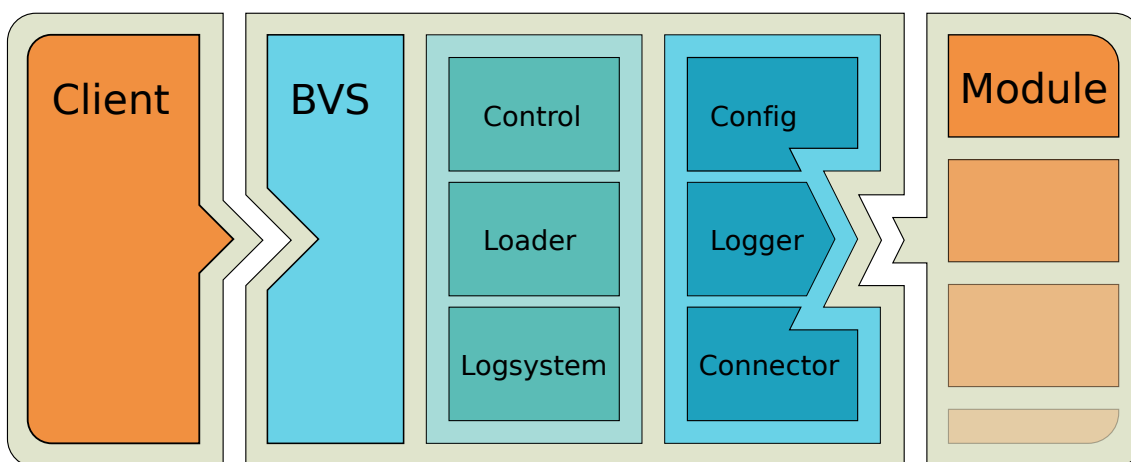 Client
BVS
Control
Loader
Logsystem
Config
Logger
Connector
Module